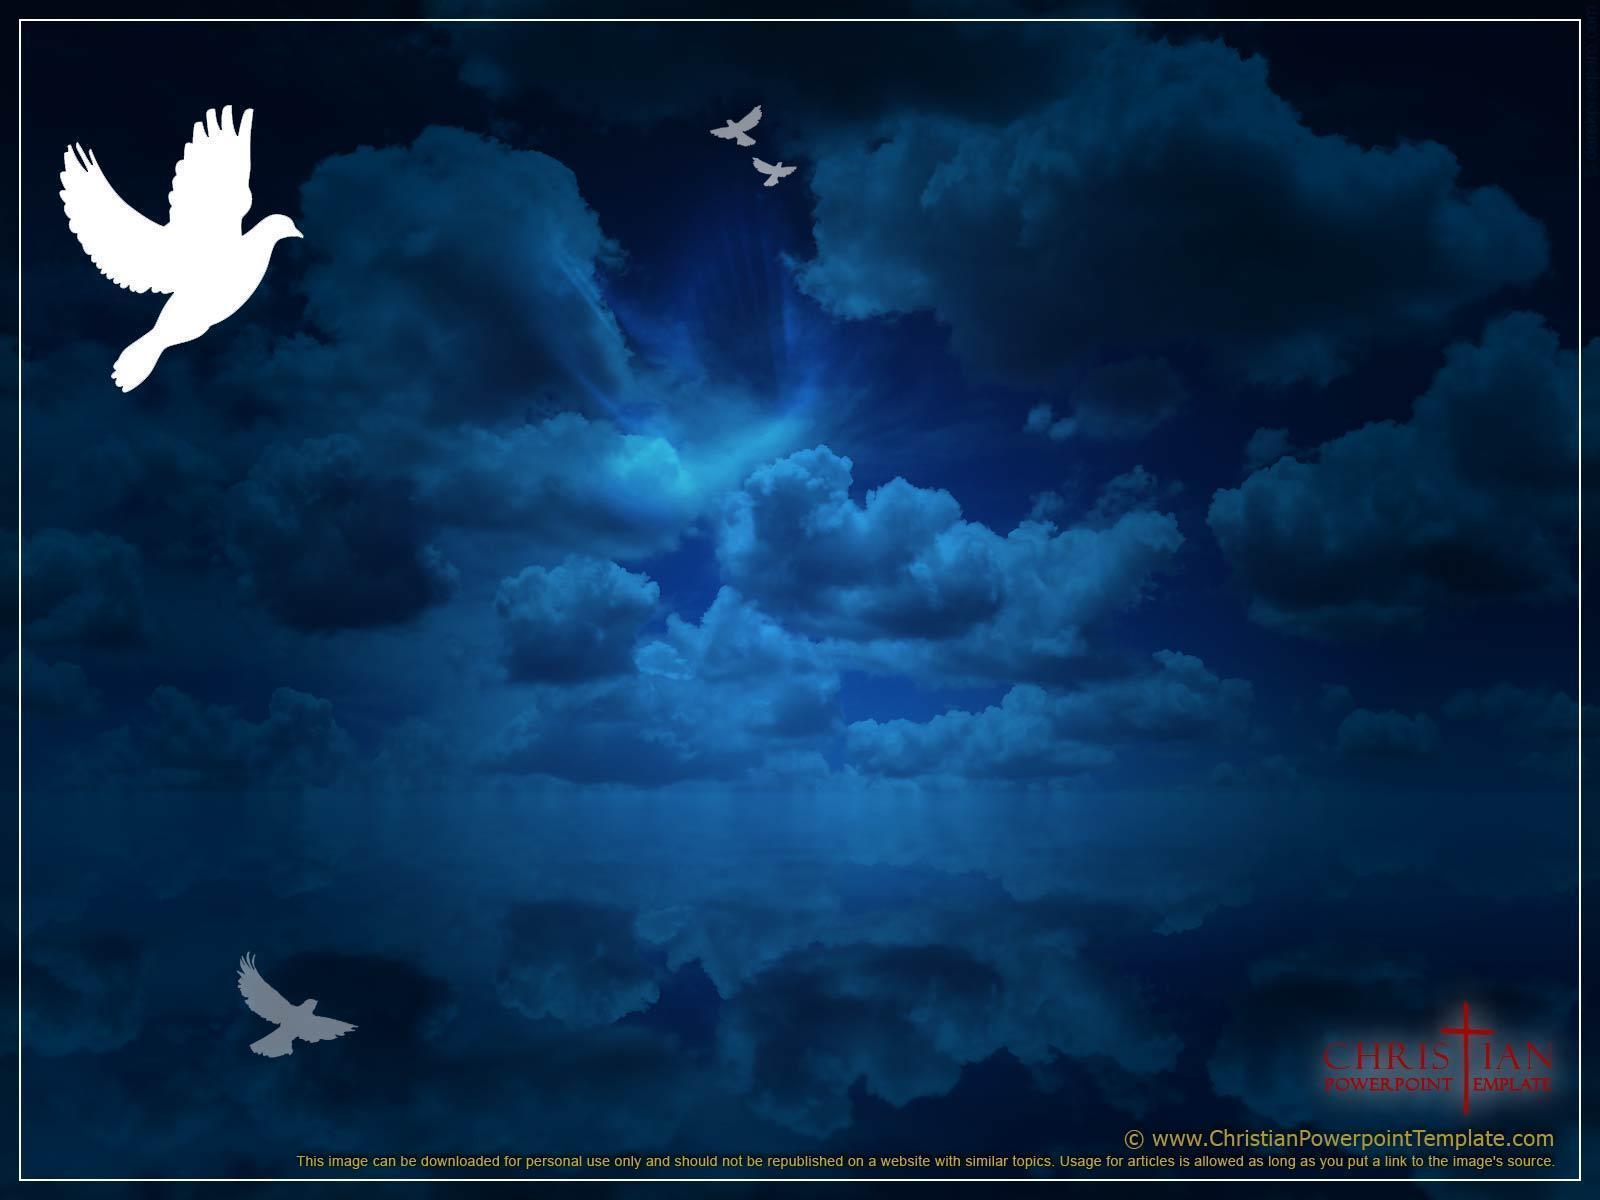 CHRISTIAN
POWERPOINT TEMPLATE
© www.ChristianPowerpointTemplate.com
This image can be downloaded for personal use only and should not be republished on a website with similar topics. Usage for articles is allowed as long as you put a link to the image's source.